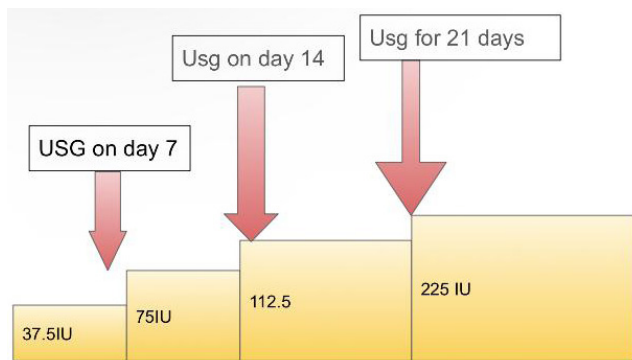 Usg for 21 days
Usg on day 14
USG on day 7
37.5IU
75IU
112.5
225 IU